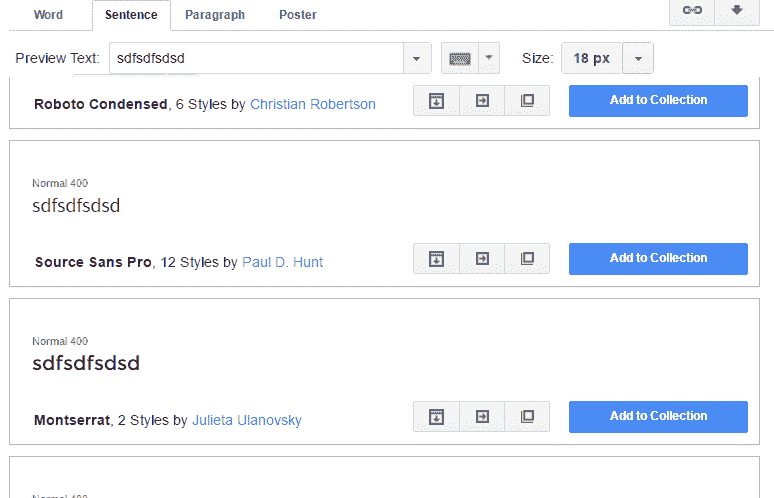 Word Sentence Paragraph Poster
Preview Text: sdfsdfsdsd Size: 18 px
Roboto Condensed, 6 Styles by Christian Robertson Add to Collection
Normal 400
sdfsdfsdsd
Source Sans Pro, 12 Styles by Paul D. Hunt Add to Collection
Normal 400
sdfsdfsdsd
Montserrat, 2 Styles by Julieta Ulanovsky Add to Collection
Normal 400